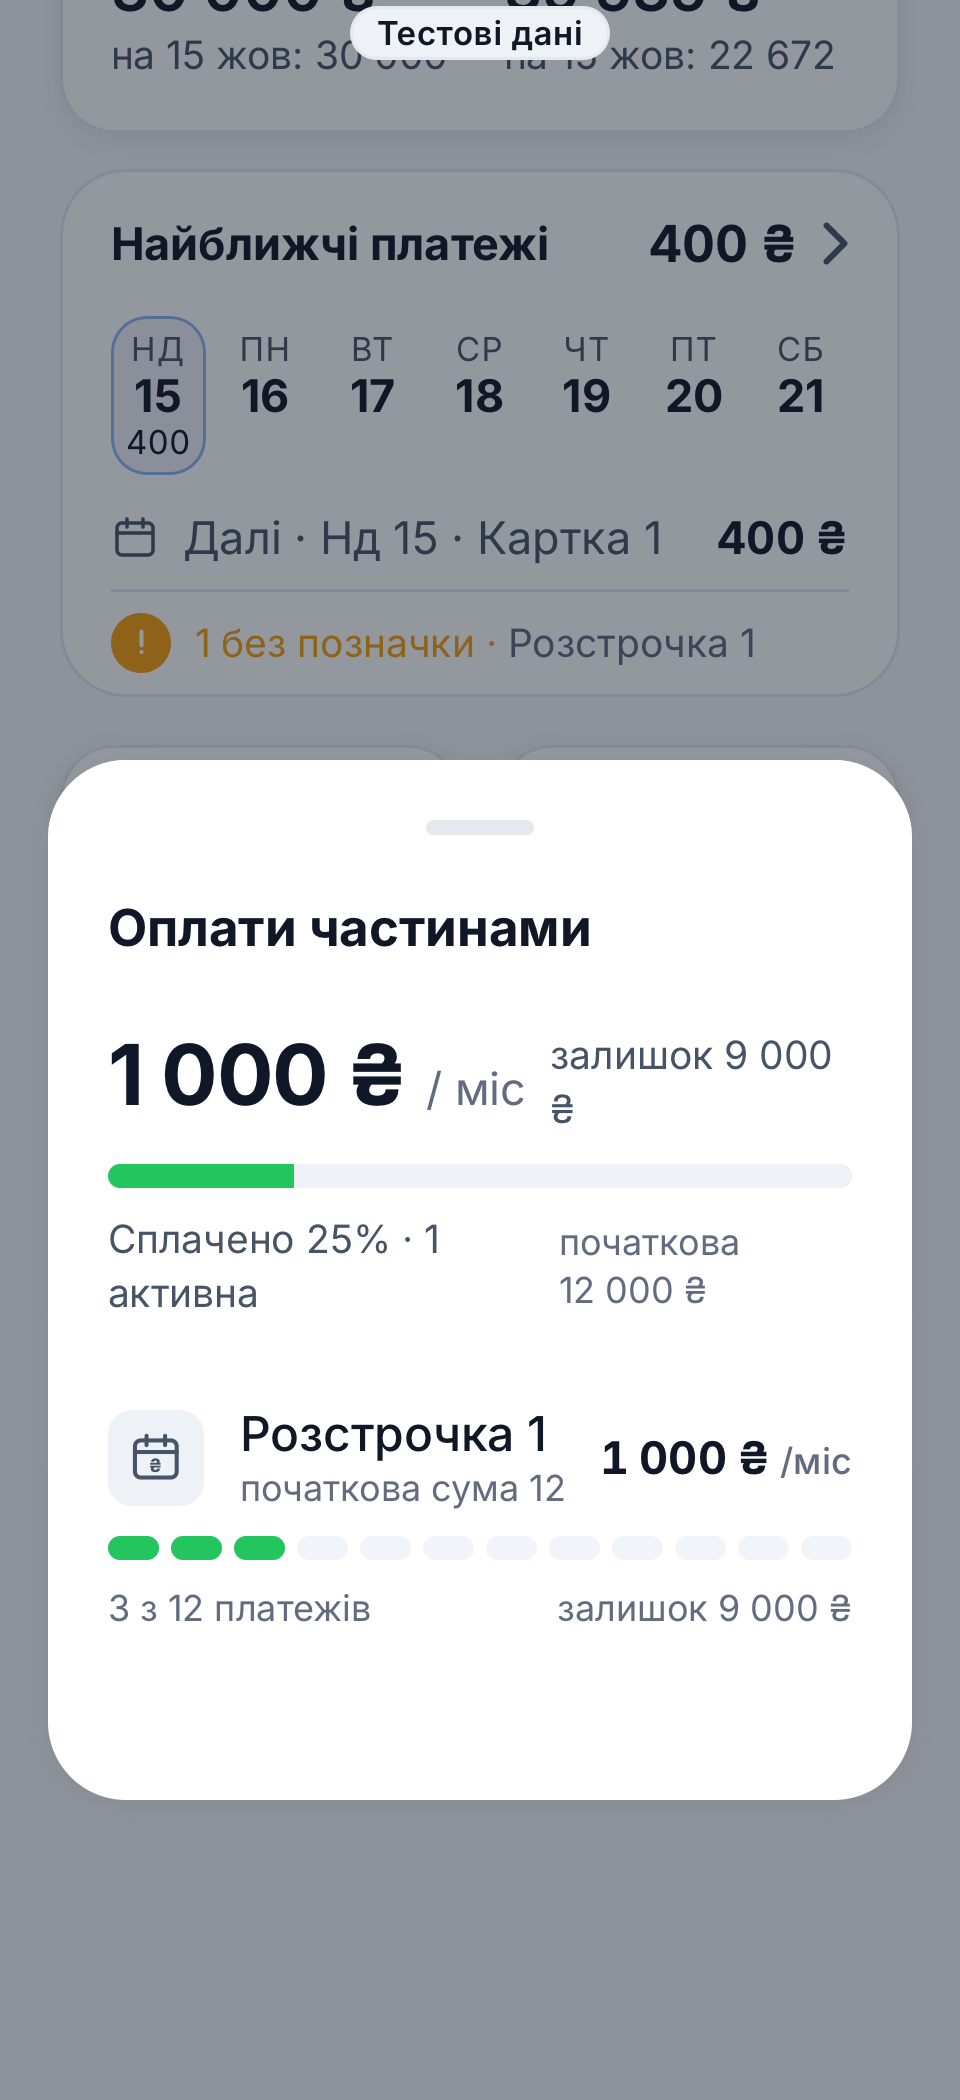 Тестові дані
на 15 жов: 30 000
на 15 жов: 22 672
Найближчі платежі 400 ₴
НД ПН ВТ СР ЧТ ПТ СБ
15 16 17 18 19 20 21
400
Далі · Нд 15 · Картка 1 400 ₴
! 1 без позначки · Розстрочка 1
Оплати частинами
1 000 ₴ / міс
залишок 9 000
₴
Сплачено 25% · 1
активна
початкова
12 000 ₴
Розстрочка 1
початкова сума 12
1 000 ₴ /міс
3 з 12 платежів
залишок 9 000 ₴